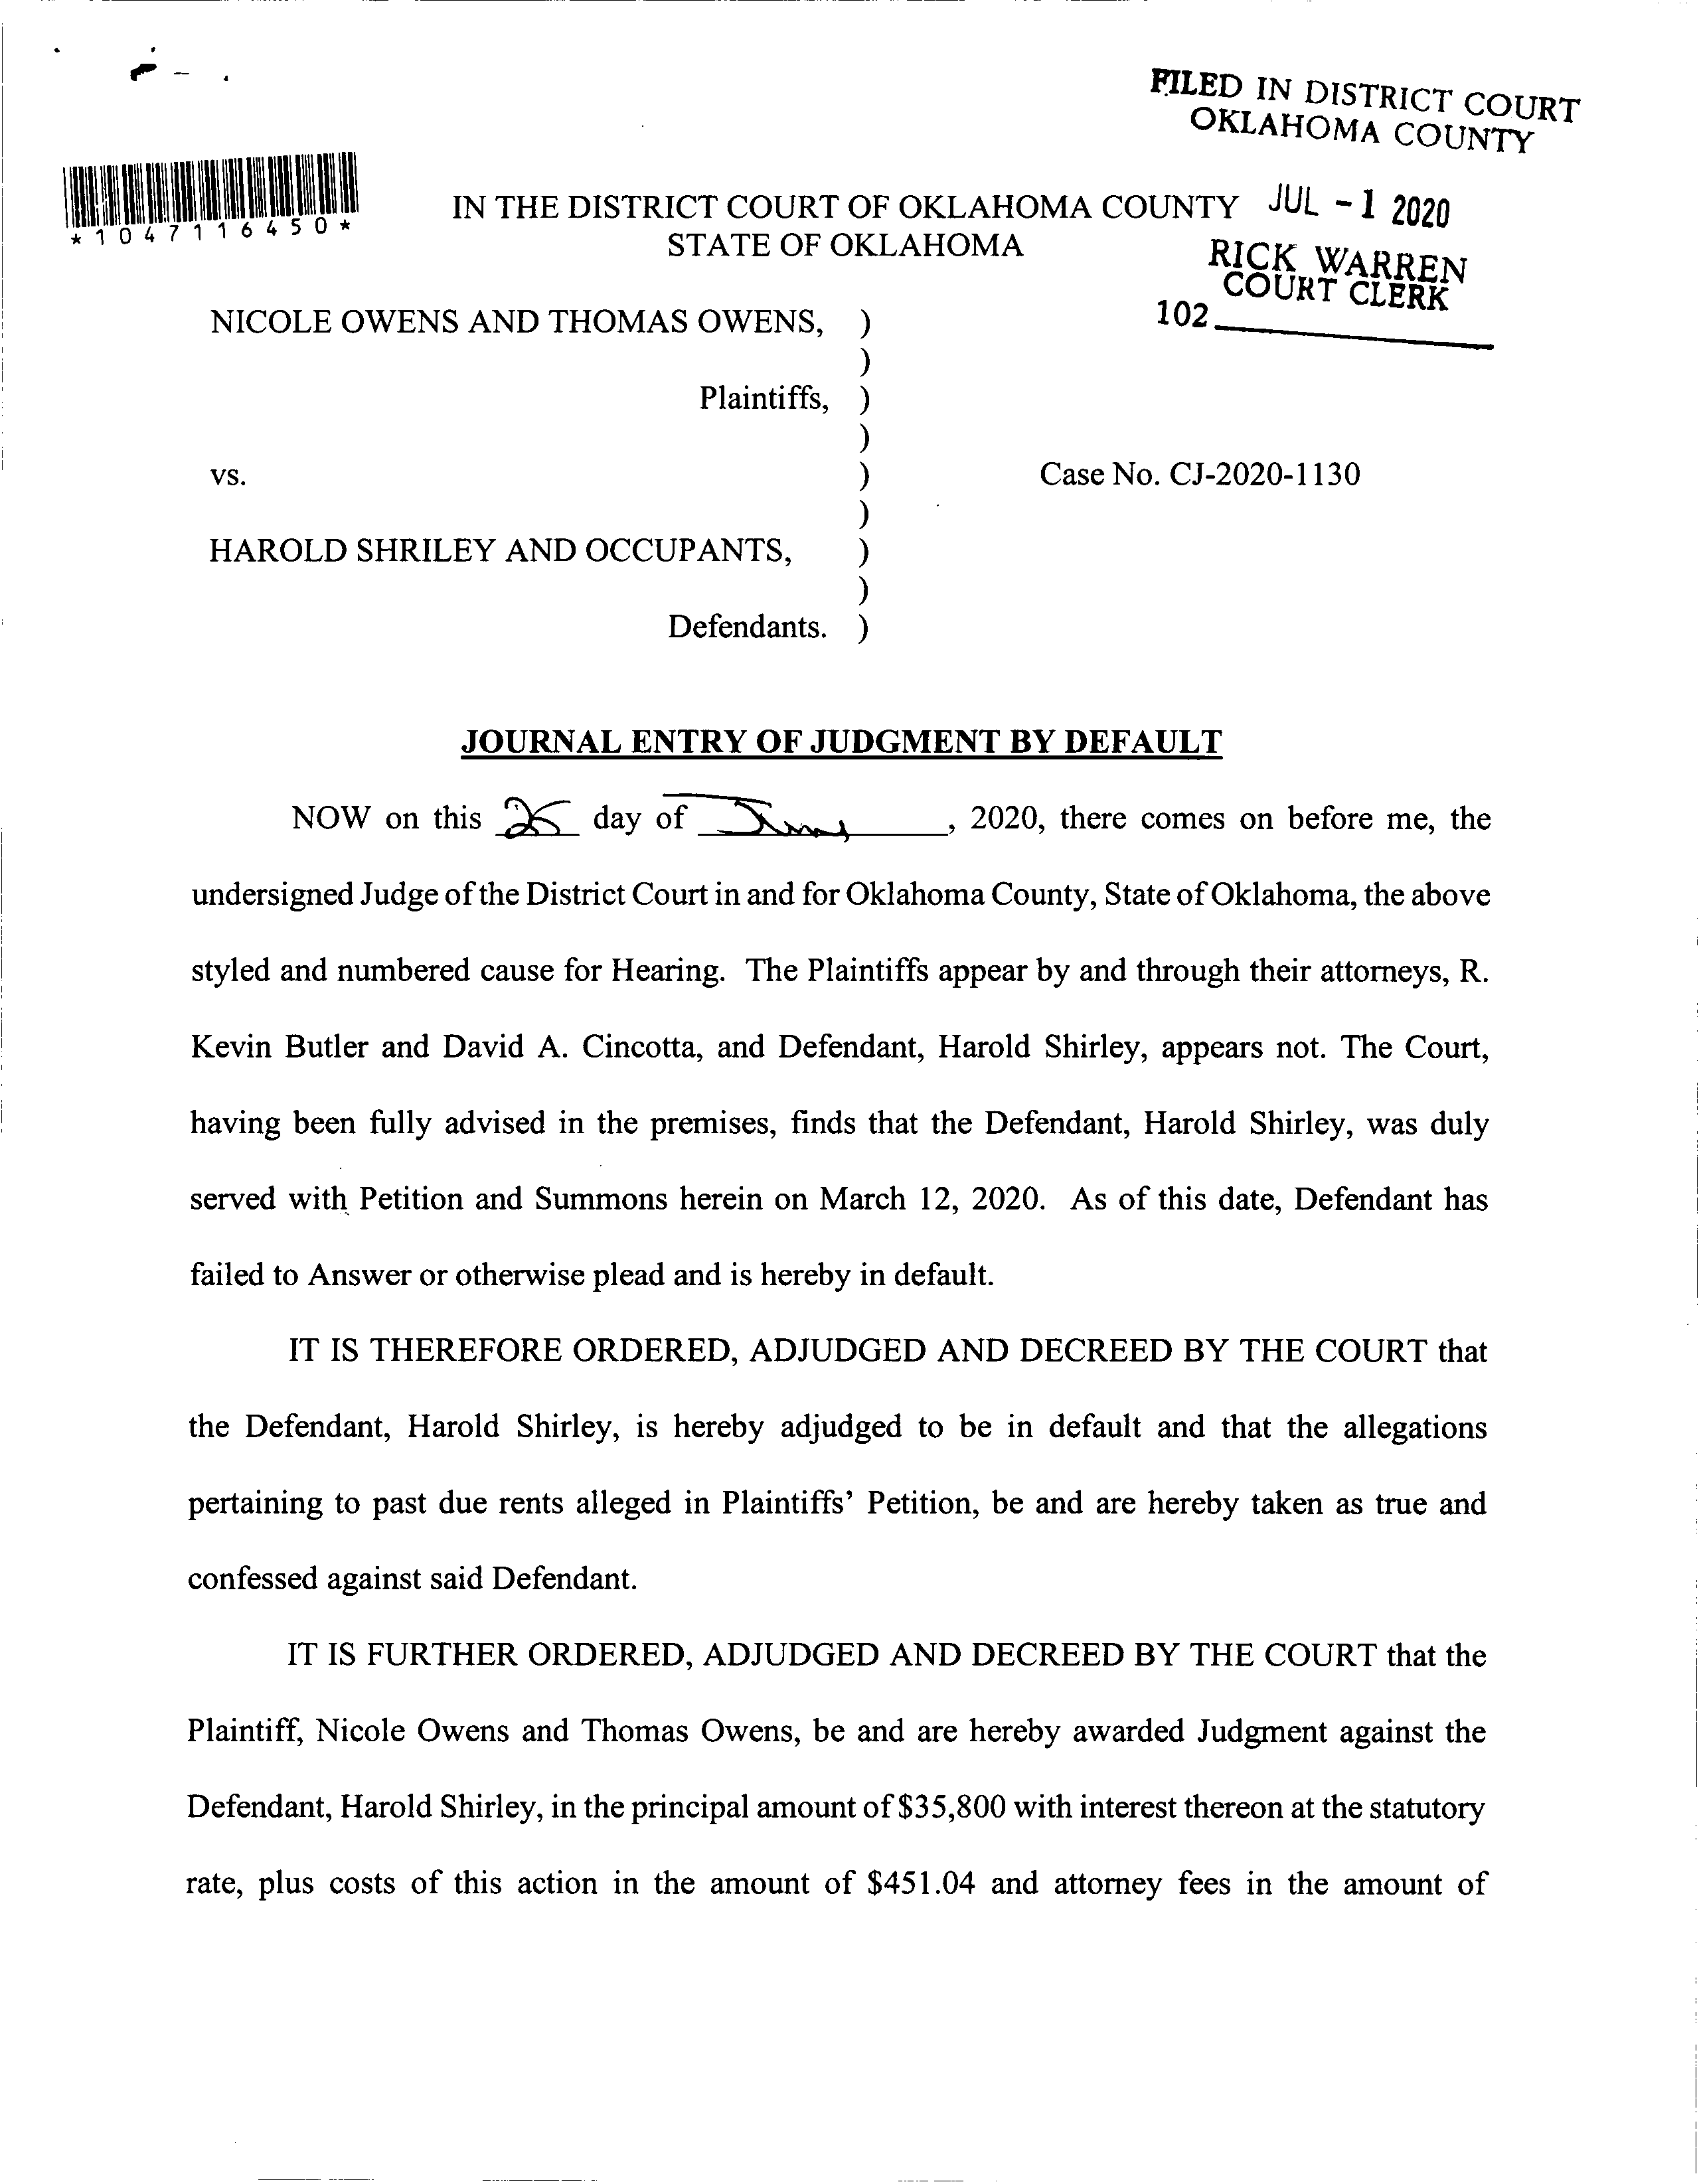 FILED IN DISTRICT COURT
OKLAHOMA COUNTY
JUL - 1 2020
RICK WARREN
COURT CLERK
102
*1047116450*
IN THE DISTRICT COURT OF OKLAHOMA COUNTY
STATE OF OKLAHOMA
NICOLE OWENS AND THOMAS OWENS, )
)
Plaintiffs, )
)
vs. ) Case No. CJ-2020-1130
)
HAROLD SHRILEY AND OCCUPANTS, )
)
Defendants. )
JOURNAL ENTRY OF JUDGMENT BY DEFAULT
NOW on this 25 day of June, 2020, there comes on before me, the
undersigned Judge of the District Court in and for Oklahoma County, State of Oklahoma, the above
styled and numbered cause for Hearing. The Plaintiffs appear by and through their attorneys, R.
Kevin Butler and David A. Cincotta, and Defendant, Harold Shirley, appears not. The Court,
having been fully advised in the premises, finds that the Defendant, Harold Shirley, was duly
served with Petition and Summons herein on March 12, 2020. As of this date, Defendant has
failed to Answer or otherwise plead and is hereby in default.
IT IS THEREFORE ORDERED, ADJUDGED AND DECREED BY THE COURT that
the Defendant, Harold Shirley, is hereby adjudged to be in default and that the allegations
pertaining to past due rents alleged in Plaintiffs' Petition, be and are hereby taken as true and
confessed against said Defendant.
IT IS FURTHER ORDERED, ADJUDGED AND DECREED BY THE COURT that the
Plaintiff, Nicole Owens and Thomas Owens, be and are hereby awarded Judgment against the
Defendant, Harold Shirley, in the principal amount of $35,800 with interest thereon at the statutory
rate, plus costs of this action in the amount of $451.04 and attorney fees in the amount of